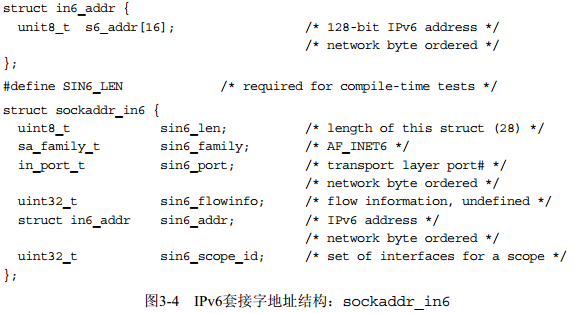 struct in6_addr {
unit8_t s6_addr[16]; /* 128-bit IPv6 address */
/* network byte ordered */
};
#define SIN6_LEN /* required for compile-time tests */
struct sockaddr_in6 {
uint8_t sin6_len; /* length of this struct (28) */
sa_family_t sin6_family; /* AF_INET6 */
in_port_t sin6_port; /* transport layer port# */
/* network byte ordered */
uint32_t sin6_flowinfo; /* flow information, undefined */
struct in6_addr sin6_addr; /* IPv6 address */
/* network byte ordered */
uint32_t sin6_scope_id; /* set of interfaces for a scope */
};
图3-4 IPv6套接字地址结构：sockaddr_in6